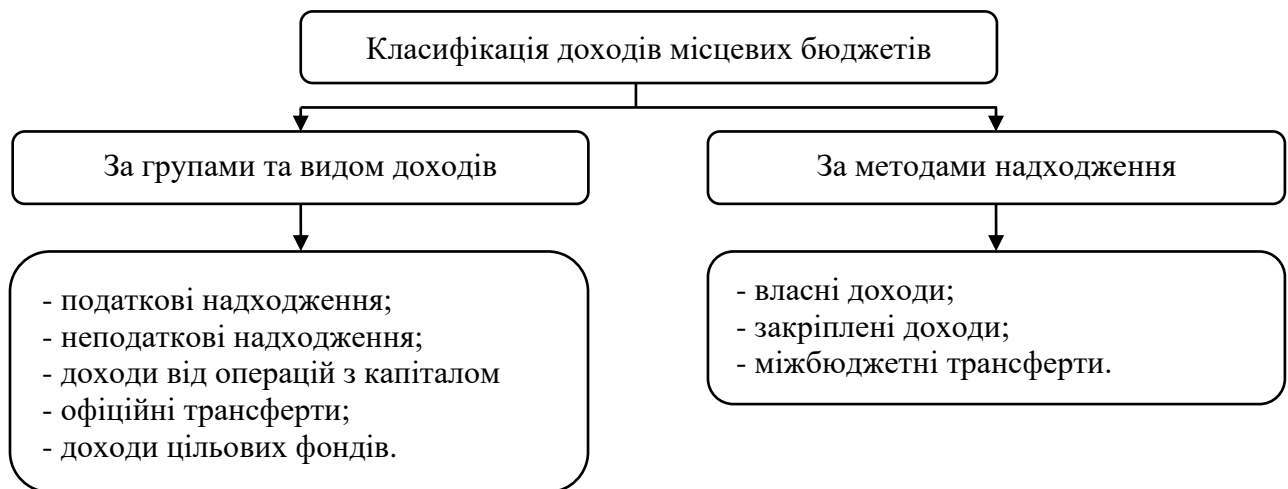 Класифікація доходів місцевих бюджетів
За групами та видом доходів
За методами надходження
- податкові надходження;
- неподаткові надходження;
- доходи від операцій з капіталом
- офіційні трансферти;
- доходи цільових фондів.
- власні доходи;
- закріплені доходи;
- міжбюджетні трансферти.